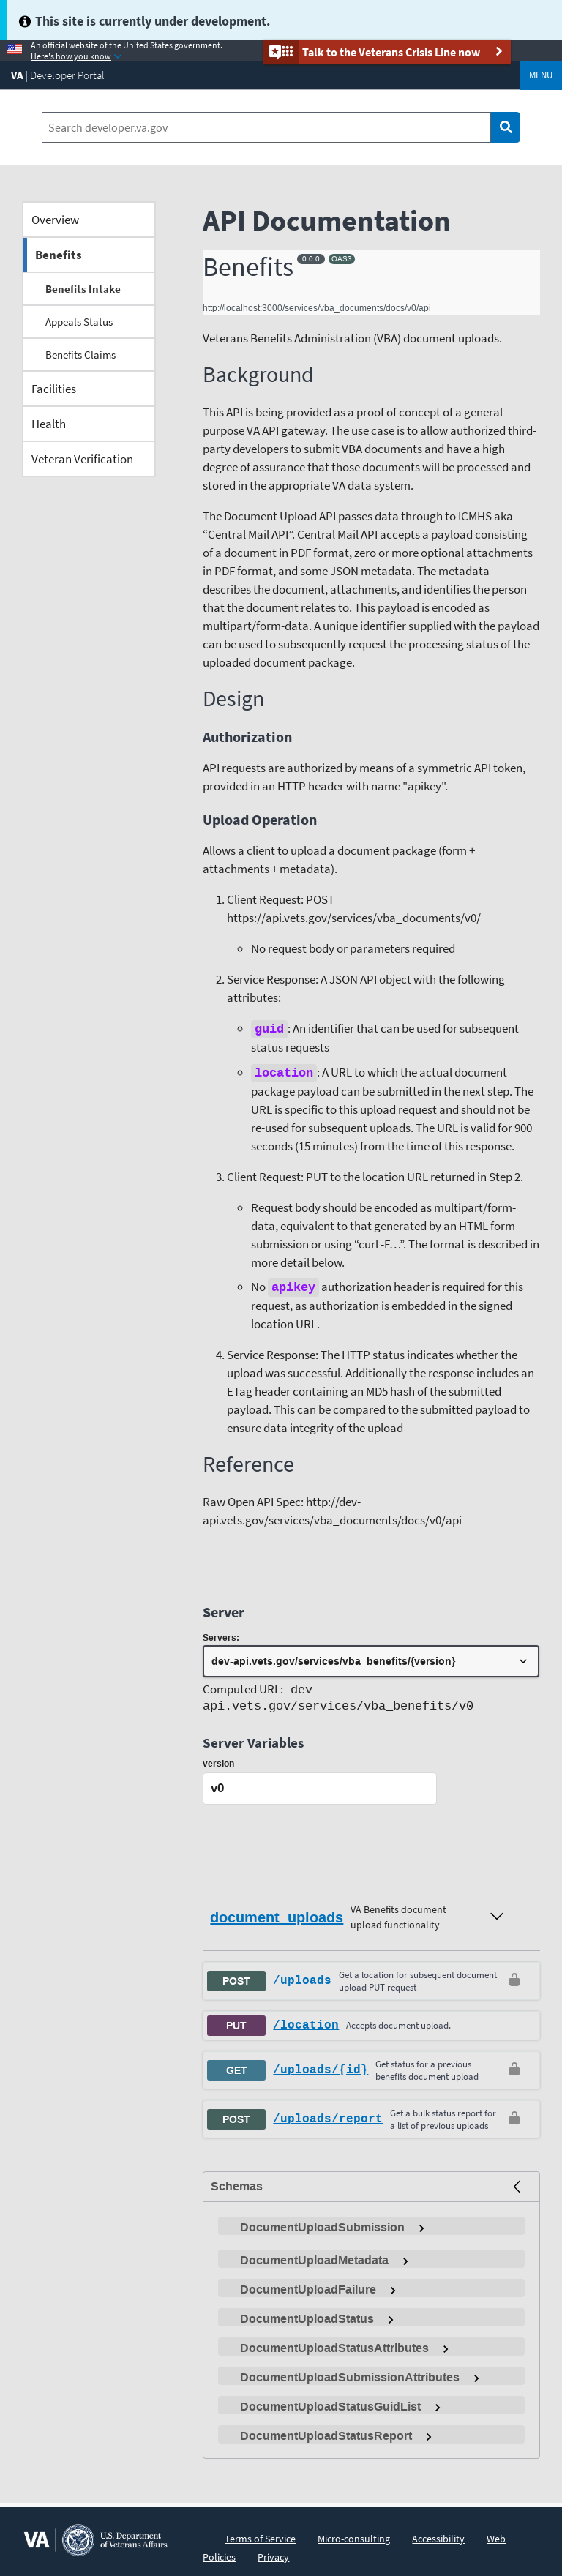 This site is currently under development.
An official website of the United States government.
Here's how you know
Talk to the Veterans Crisis Line now
VA | Developer Portal
MENU
Search developer.va.gov
Overview
Benefits
Benefits Intake
Appeals Status
Benefits Claims
Facilities
Health
Veteran Verification
API Documentation
Benefits 0.0.0 OAS3
http://localhost:3000/services/vba_documents/docs/v0/api
Veterans Benefits Administration (VBA) document uploads.
Background
This API is being provided as a proof of concept of a general-
purpose VA API gateway. The use case is to allow authorized third-
party developers to submit VBA documents and have a high
degree of assurance that those documents will be processed and
stored in the appropriate VA data system.
The Document Upload API passes data through to ICMHS aka
“Central Mail API”. Central Mail API accepts a payload consisting
of a document in PDF format, zero or more optional attachments
in PDF format, and some JSON metadata. The metadata
describes the document, attachments, and identifies the person
that the document relates to. This payload is encoded as
multipart/form-data. A unique identifier supplied with the payload
can be used to subsequently request the processing status of the
uploaded document package.
Design
Authorization
API requests are authorized by means of a symmetric API token,
provided in an HTTP header with name "apikey".
Upload Operation
Allows a client to upload a document package (form +
attachments + metadata).
1. Client Request: POST
https://api.vets.gov/services/vba_documents/v0/
No request body or parameters required
2. Service Response: A JSON API object with the following
attributes:
guid: An identifier that can be used for subsequent
status requests
location: A URL to which the actual document
package payload can be submitted in the next step. The
URL is specific to this upload request and should not be
re-used for subsequent uploads. The URL is valid for 900
seconds (15 minutes) from the time of this response.
3. Client Request: PUT to the location URL returned in Step 2.
Request body should be encoded as multipart/form-
data, equivalent to that generated by an HTML form
submission or using “curl -F…”. The format is described in
more detail below.
No apikey authorization header is required for this
request, as authorization is embedded in the signed
location URL.
4. Service Response: The HTTP status indicates whether the
upload was successful. Additionally the response includes an
ETag header containing an MD5 hash of the submitted
payload. This can be compared to the submitted payload to
ensure data integrity of the upload
Reference
Raw Open API Spec: http://dev-
api.vets.gov/services/vba_documents/docs/v0/api
Server
Servers:
dev-api.vets.gov/services/vba_benefits/{version}
Computed URL: dev-
api.vets.gov/services/vba_benefits/v0
Server Variables
version
v0
document_uploads VA Benefits document
upload functionality
POST /uploads Get a location for subsequent document
upload PUT request
PUT /location Accepts document upload.
GET /uploads/{id} Get status for a previous
benefits document upload
POST /uploads/report Get a bulk status report for
a list of previous uploads
Schemas
DocumentUploadSubmission
DocumentUploadMetadata
DocumentUploadFailure
DocumentUploadStatus
DocumentUploadStatusAttributes
DocumentUploadSubmissionAttributes
DocumentUploadStatusGuidList
DocumentUploadStatusReport
VA U.S. Department
of Veterans Affairs
Terms of Service Micro-consulting Accessibility Web
Policies Privacy